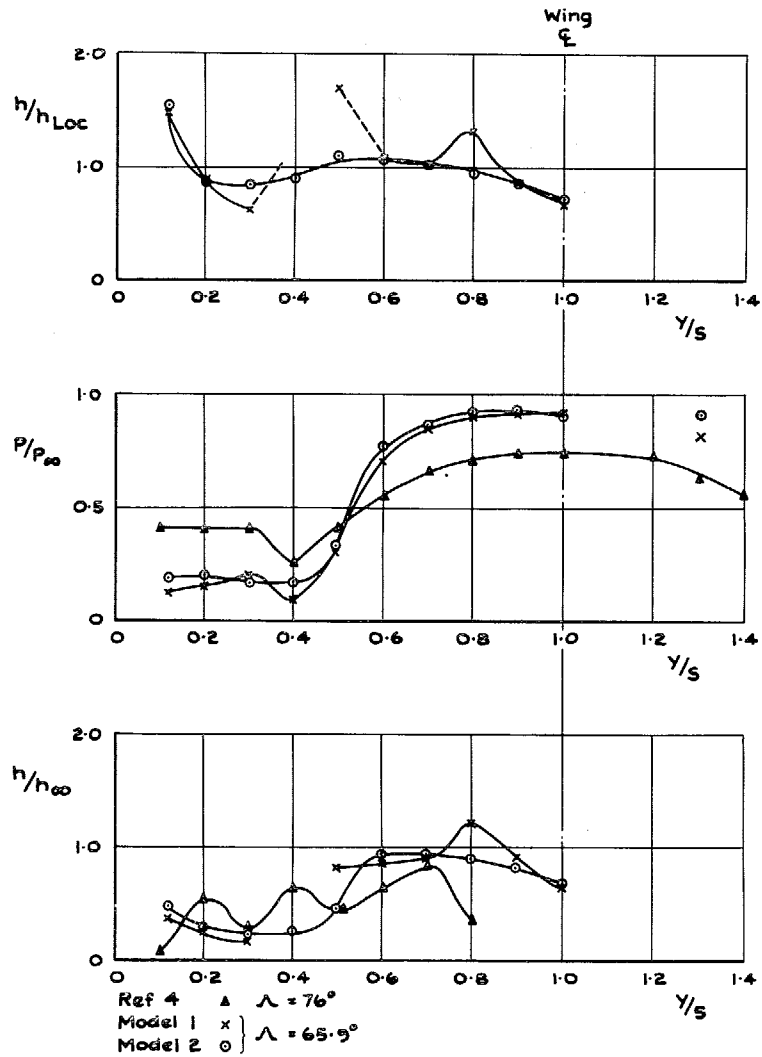 Wing
℄
2.0
h/h Loc
1.0
0
0 0.2 0.4 0.6 0.8 1.0 1.2 1.4
Y/S
1.0
P/P∞
0.5
0
0 0.2 0.4 0.6 0.8 1.0 1.2 1.4
Y/S
2.0
h/h∞
1.0
0
0 0.2 0.4 0.6 0.8 1.0 1.2 1.4
Y/S
Ref 4 ▲ Λ = 76°
Model 1 × } Λ = 65.9°
Model 2 ⊙